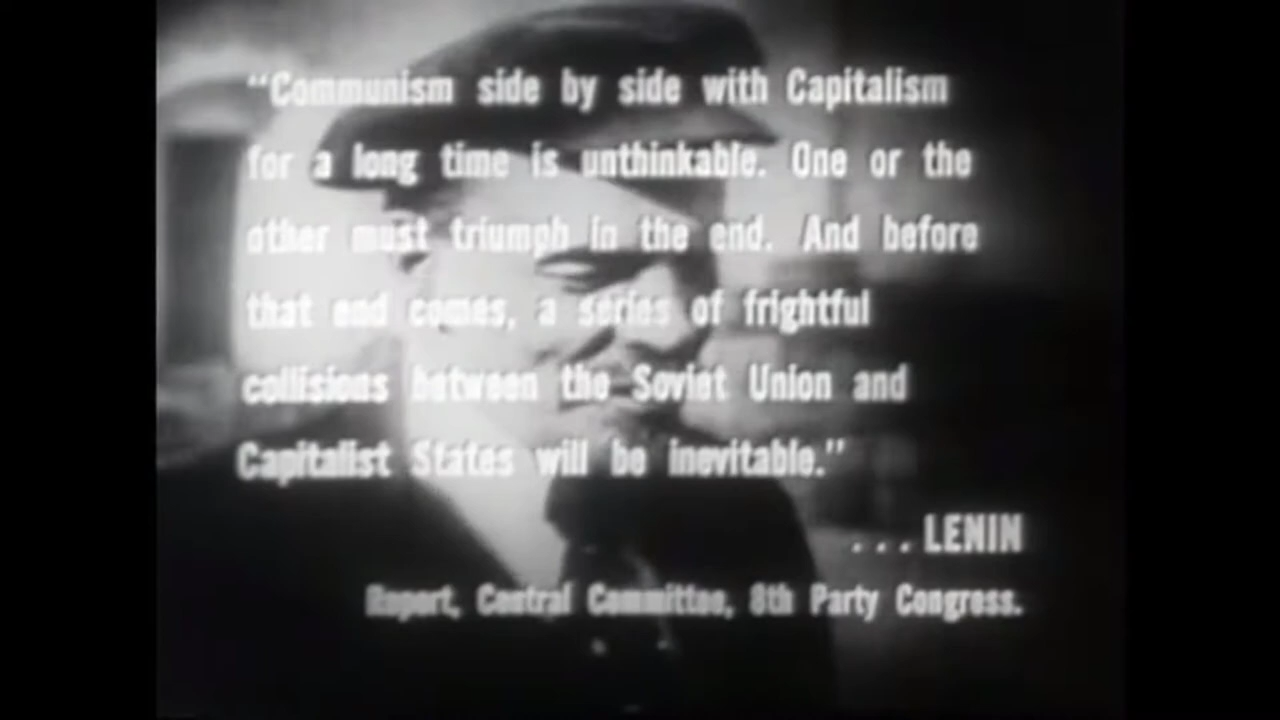 "Communism side by side with Capitalism
for a long time is unthinkable. One or the
other must triumph in the end. And before
that end comes, a series of frightful
collisions between the Soviet Union and
Capitalist States will be inevitable."
...LENIN
Report, Central Committee, 8th Party Congress.